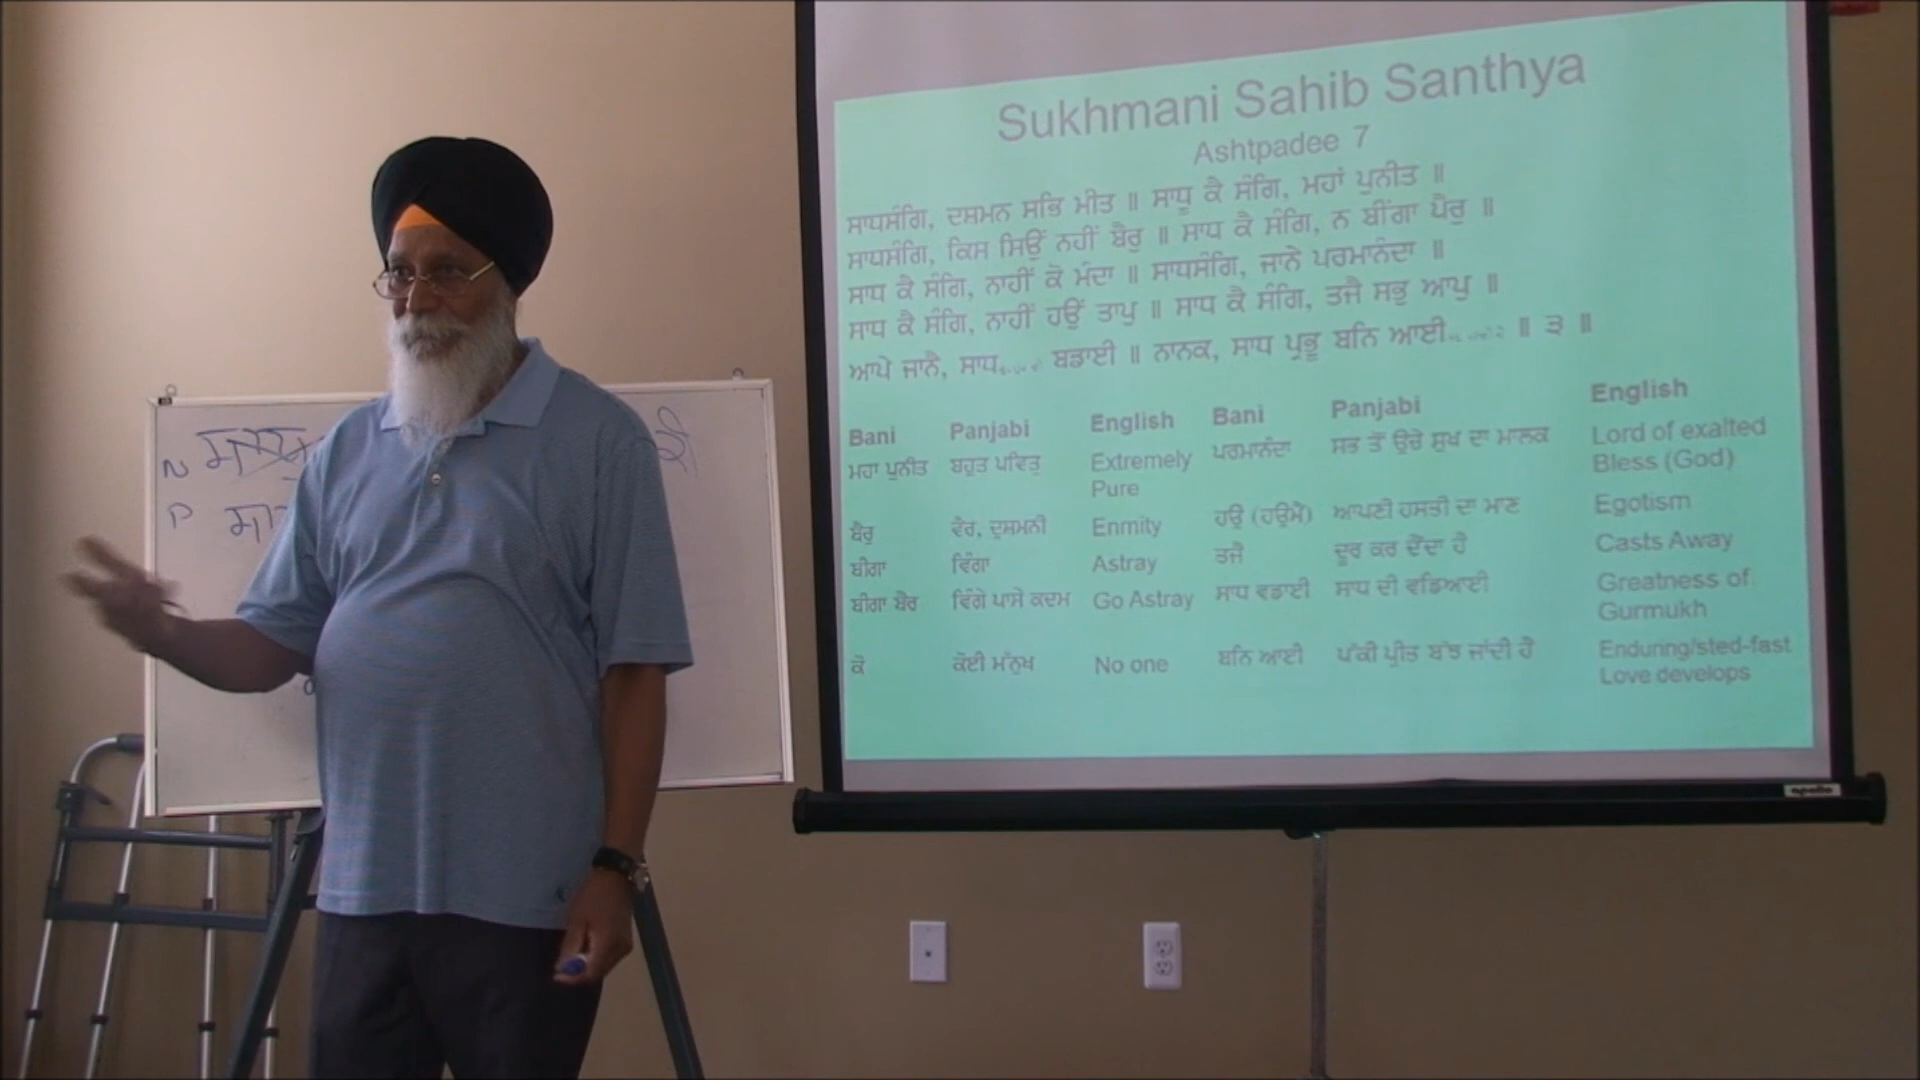 Sukhmani Sahib Santhya
Ashtpadee 7
ਸਾਧਸੰਗਿ, ਦਸਮਨ ਸਭਿ ਮੀਤ ॥ ਸਾਧੂ ਕੈ ਸੰਗਿ, ਮਹਾਂ ਪੁਨੀਤ ॥
ਸਾਧਸੰਗਿ, ਕਿਸ ਸਿਉਂ ਨਹੀਂ ਬੈਰੁ ॥ ਸਾਧ ਕੈ ਸੰਗਿ, ਨ ਬੀਂਗਾ ਪੈਰੁ ॥
ਸਾਧ ਕੈ ਸੰਗਿ, ਨਾਹੀਂ ਕੋ ਮੰਦਾ ॥ ਸਾਧਸੰਗਿ, ਜਾਨੇ ਪਰਮਾਨੰਦਾ ॥
ਸਾਧ ਕੈ ਸੰਗਿ, ਨਾਹੀਂ ਹਉਂ ਤਾਪੁ ॥ ਸਾਧ ਕੈ ਸੰਗਿ, ਤਜੈ ਸਭੁ ਆਪੁ ॥
ਆਪੇ ਜਾਨੈ, ਸਾਧ ਬਡਾਈ ॥ ਨਾਨਕ, ਸਾਧ ਪ੍ਰਭੂ ਬਨਿ ਆਈ ॥ ੩ ॥
Bani Panjabi English Bani Panjabi English
ਮਹਾ ਪੁਨੀਤ ਬਹੁਤ ਪਵਿਤ੍ਰ Extremely ਪਰਮਾਨੰਦਾ ਸਭ ਤੋਂ ਉਚੇ ਸੁਖ ਦਾ ਮਾਲਕ Lord of exalted
Pure Bless (God)
ਬੈਰੁ ਵੈਰ, ਦੁਸ਼ਮਨੀ Enmity ਹਉ (ਹਉਮੈ) ਆਪਣੀ ਹਸਤੀ ਦਾ ਮਾਣ Egotism
ਬੀਗਾ ਵਿੰਗਾ Astray ਤਜੈ ਦੂਰ ਕਰ ਦੇਂਦਾ ਹੈ Casts Away
ਬੀਗਾ ਬੈਰ ਵਿੰਗੇ ਪਾਸੇ ਕਦਮ Go Astray ਸਾਧ ਵਡਾਈ ਸਾਧ ਦੀ ਵਡਿਆਈ Greatness of
Gurmukh
ਕੋ ਕੋਈ ਮਨੁੱਖ No one ਬਨਿ ਆਈ ਪੱਕੀ ਪ੍ਰੀਤ ਬੱਝ ਜਾਂਦੀ ਹੈ Endurıng/sted-fast
Love develops
apollo
N
P